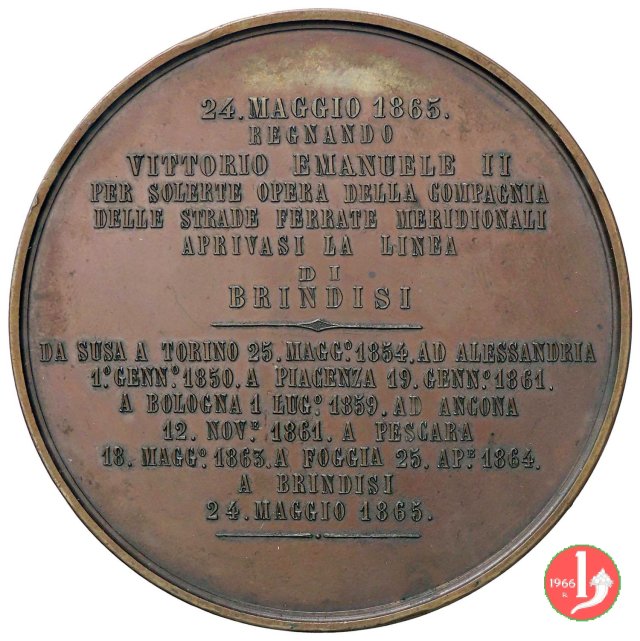 24. MAGGIO 1865.
REGNANDO
VITTORIO EMANUELE II
PER SOLERTE OPERA DELLA COMPAGNIA
DELLE STRADE FERRATE MERIDIONALI
APRIVASI LA LINEA
DI
BRINDISI
DA SUSA A TORINO 25. MAGG.º 1854. AD ALESSANDRIA
1.º GENN.º 1850. A PIACENZA 19. GENN.º 1861.
A BOLOGNA 1. LUG.º 1859. AD ANCONA
12. NOV.E 1861. A PESCARA
18. MAGG.º 1863. A FOGGIA 25. AP.E 1864.
A BRINDISI
24. MAGGIO 1865.
1966